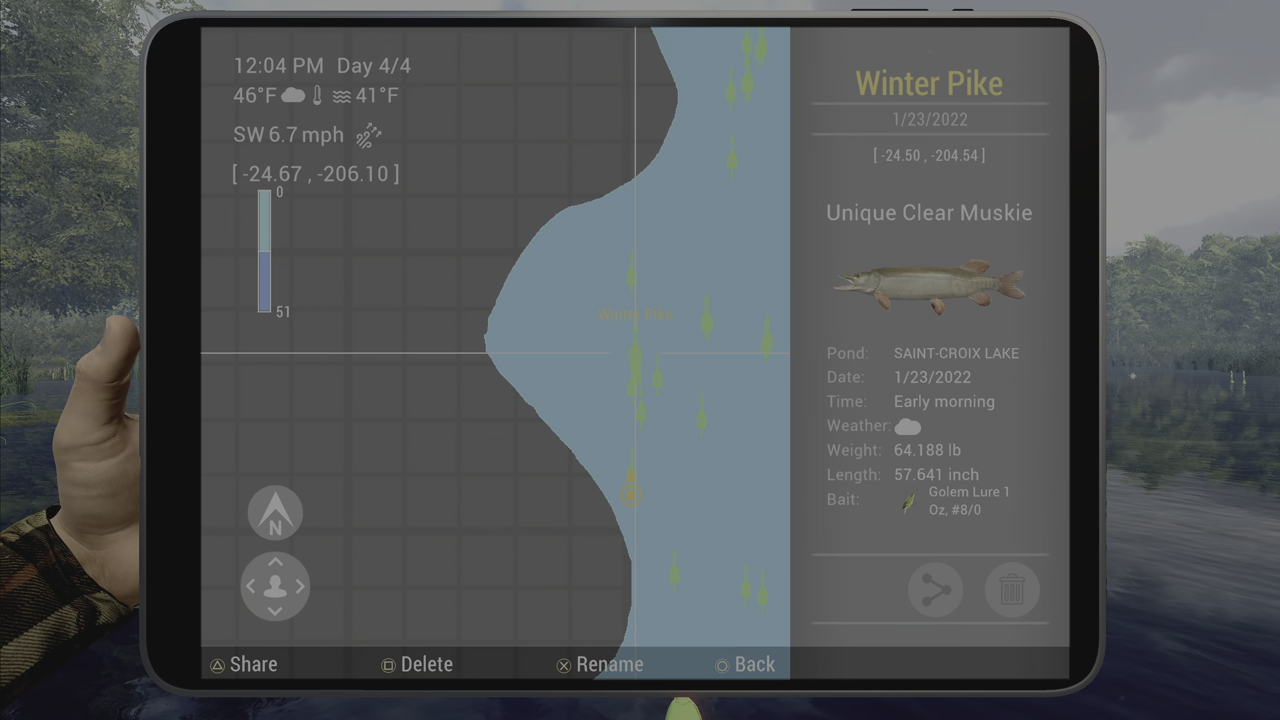 12:04 PM Day 4/4
46°F 41°F
SW 6.7 mph
[ -24.67 , -206.10 ]
0
51
Winter Pike
N
Winter Pike
1/23/2022
[ -24.50 , -204.54 ]
Unique Clear Muskie
Pond: SAINT-CROIX LAKE
Date: 1/23/2022
Time: Early morning
Weather:
Weight: 64.188 lb
Length: 57.641 inch
Bait: Golem Lure 1
Oz, #8/0
Share Delete Rename Back